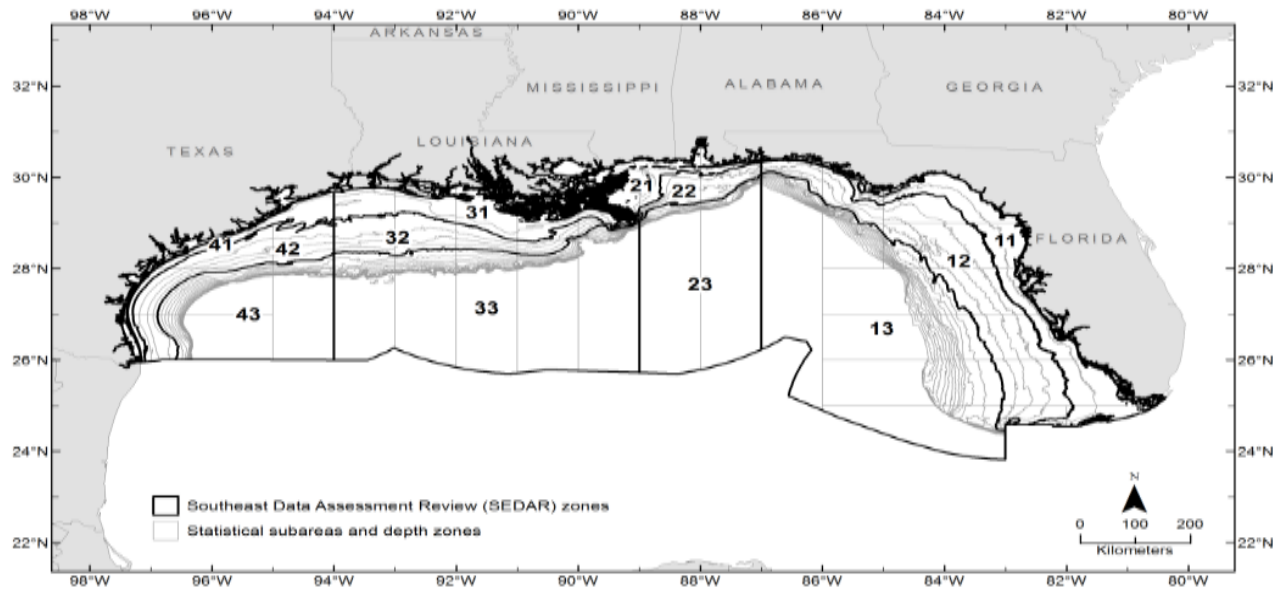 98°W 96°W 94°W 92°W 90°W 88°W 86°W 84°W 82°W 80°W
ARKANSAS
32°N 32°N
MISSISSIPPI ALABAMA GEORGIA
LOUISIANA
TEXAS
30°N 30°N
21
22
31
41 42 32 11 FLORIDA
12
28°N 28°N
23
43 33
13
26°N 26°N
24°N 24°N
N
Southeast Data Assessment Review (SEDAR) zones
0 100 200
Statistical subareas and depth zones
Kilometers
22°N 22°N
98°W 96°W 94°W 92°W 90°W 88°W 86°W 84°W 82°W 80°W